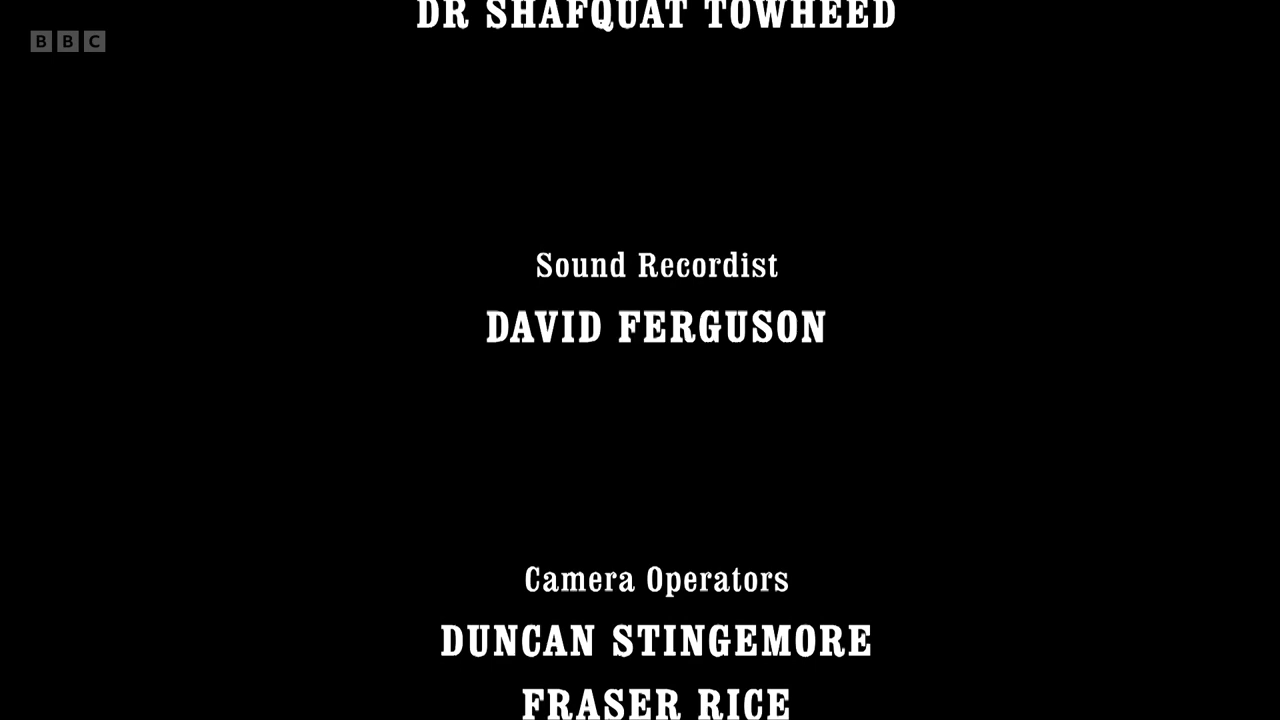 DR SHAFQUAT TOWHEED
BBC
Sound Recordist
DAVID FERGUSON
Camera Operators
DUNCAN STINGEMORE
FRASER RICE